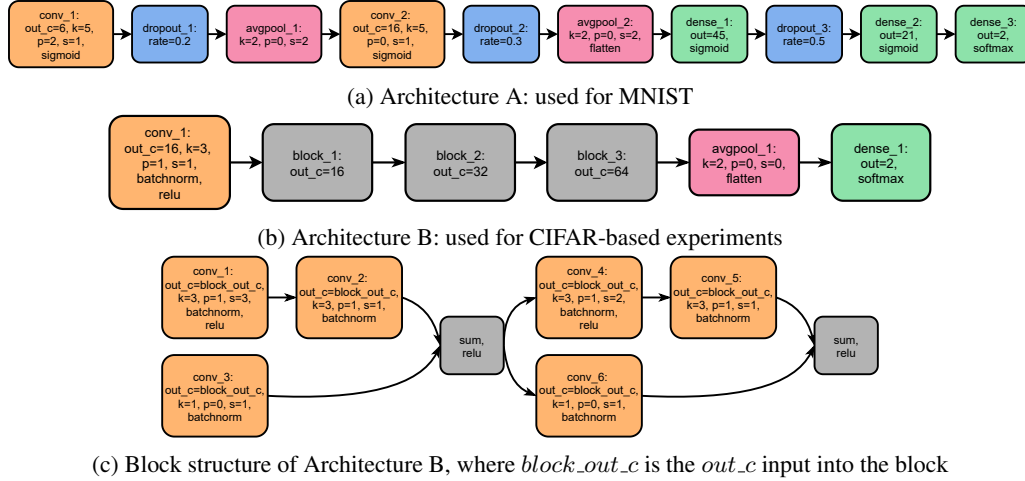 conv_1:
out_c=6, k=5,
p=2, s=1,
sigmoid
dropout_1:
rate=0.2
avgpool_1:
k=2, p=0, s=2
conv_2:
out_c=16, k=5,
p=0, s=1,
sigmoid
dropout_2:
rate=0.3
avgpool_2:
k=2, p=0, s=2,
flatten
dense_1:
out=45,
sigmoid
dropout_3:
rate=0.5
dense_2:
out=21,
sigmoid
dense_3:
out=2,
softmax
(a) Architecture A: used for MNIST
conv_1:
out_c=16, k=3,
p=1, s=1,
batchnorm,
relu
block_1:
out_c=16
block_2:
out_c=32
block_3:
out_c=64
avgpool_1:
k=2, p=0, s=0,
flatten
dense_1:
out=2,
softmax
(b) Architecture B: used for CIFAR-based experiments
conv_1:
out_c=block_out_c,
k=3, p=1, s=3,
batchnorm,
relu
conv_2:
out_c=block_out_c,
k=3, p=1, s=1,
batchnorm
conv_3:
out_c=block_out_c,
k=1, p=0, s=1,
batchnorm
sum,
relu
conv_4:
out_c=block_out_c,
k=3, p=1, s=2,
batchnorm,
relu
conv_5:
out_c=block_out_c,
k=3, p=1, s=1,
batchnorm
conv_6:
out_c=block_out_c,
k=1, p=0, s=1,
batchnorm
sum,
relu
(c) Block structure of Architecture B, where block_out_c is the out_c input into the block